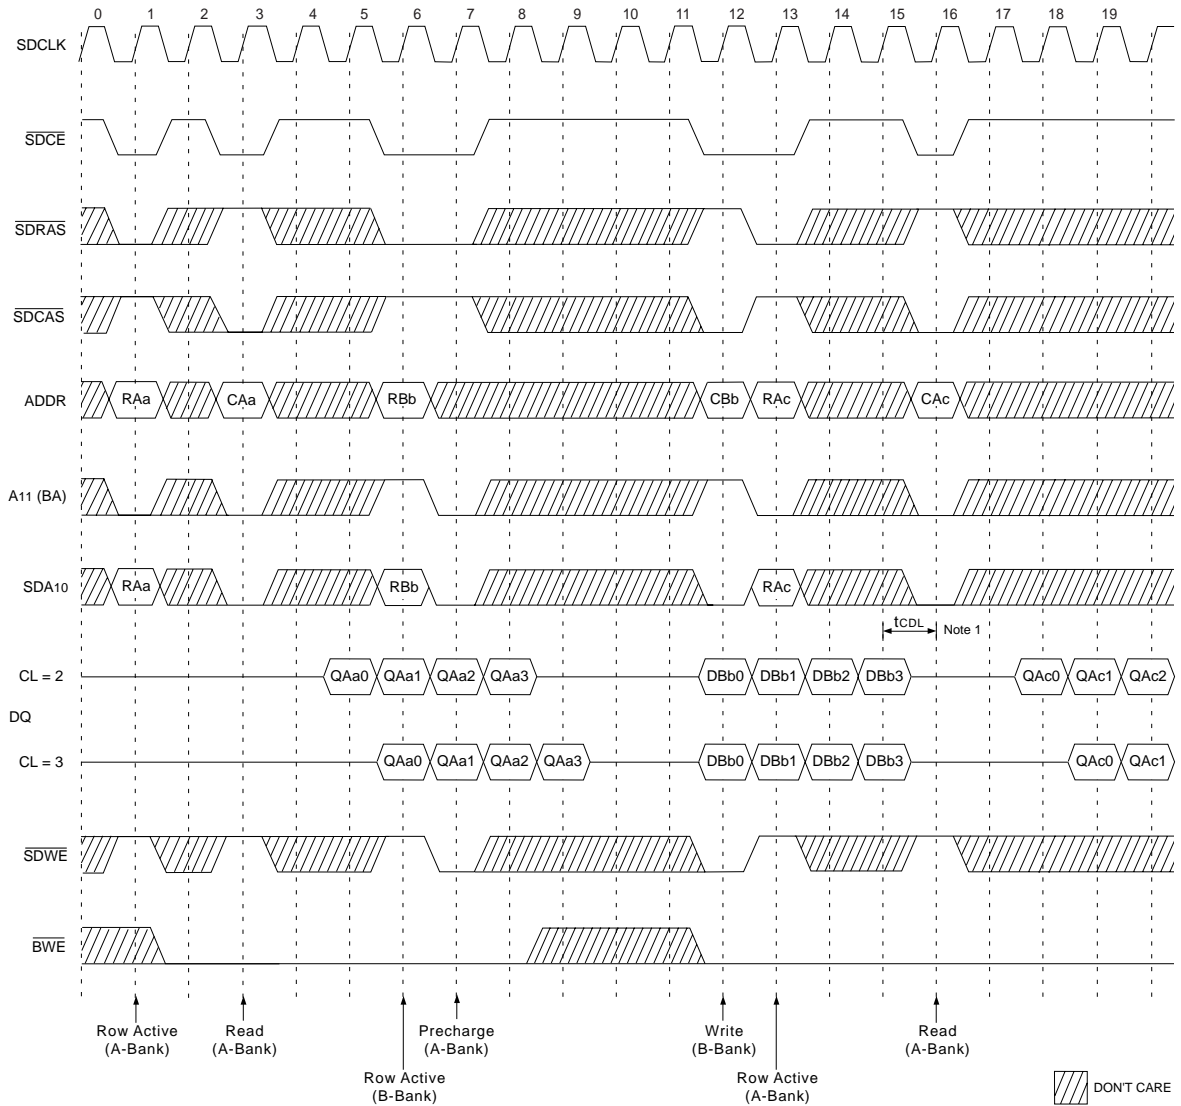 0 1 2 3 4 5 6 7 8 9 10 11 12 13 14 15 16 17 18 19
SDCLK
SDCE
SDRAS
SDCAS
ADDR RAa CAa RBb CBb RAc CAc
A11 (BA)
SDA10 RAa RBb RAc
tCDL Note 1
CL = 2 QAa0 QAa1 QAa2 QAa3 DBb0 DBb1 DBb2 DBb3 QAc0 QAc1 QAc2
DQ
CL = 3 QAa0 QAa1 QAa2 QAa3 DBb0 DBb1 DBb2 DBb3 QAc0 QAc1
SDWE
BWE
Row Active Read Precharge Write Read
(A-Bank) (A-Bank) (A-Bank) (B-Bank) (A-Bank)
Row Active Row Active
(B-Bank) (A-Bank)
DON'T CARE